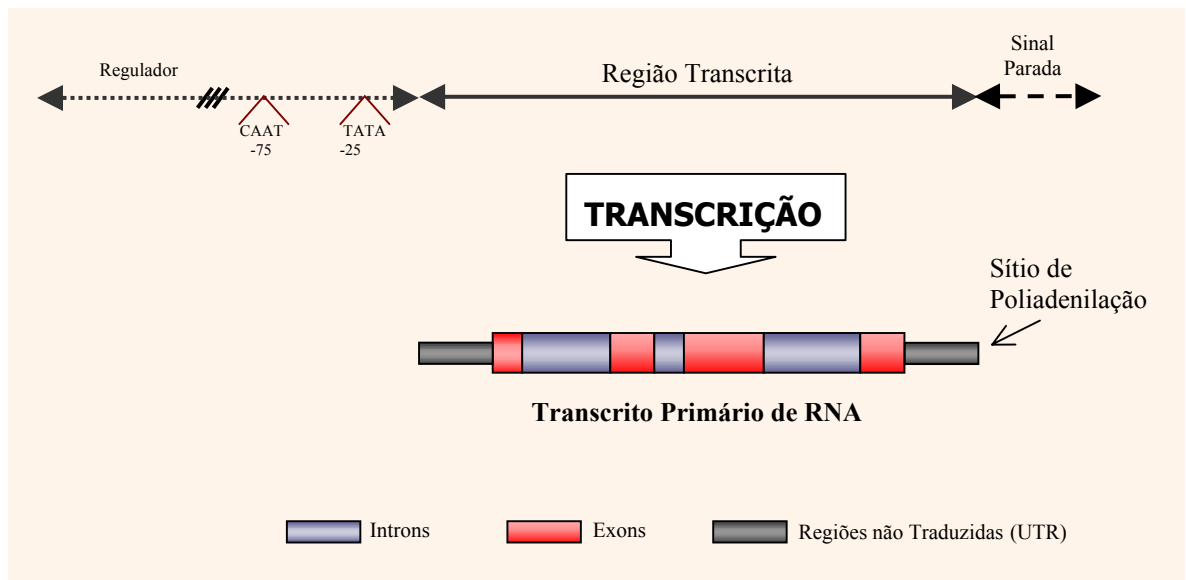 Regulador
Região Transcrita
Sinal
Parada
CAAT
-75
TATA
-25
TRANSCRIÇÃO
Sítio de
Poliadenilação
Transcrito Primário de RNA
Introns
Exons
Regiões não Traduzidas (UTR)